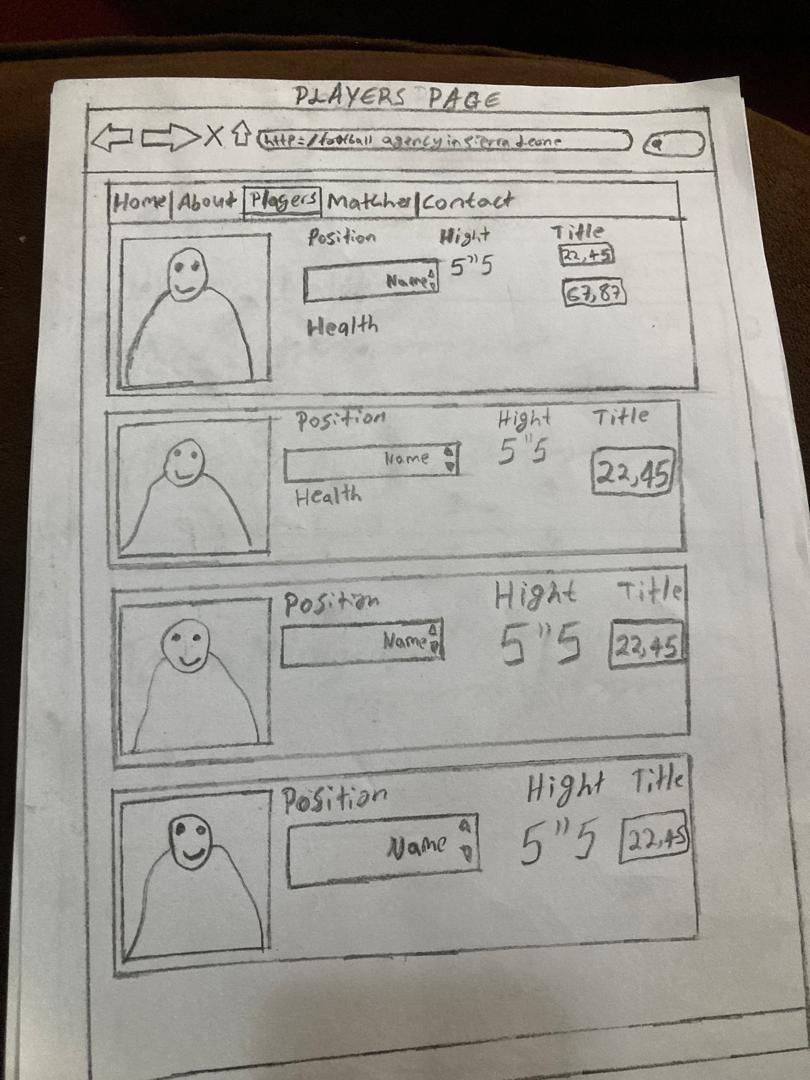 PLAYERS PAGE
http://football agency in sierra leone
Home About Players Matches Contact
Position Hight Title
Name 5"5 22,45
67,87
Health
Position Hight Title
Name 5"5 22,45
Health
Position Hight Title
Name 5"5 22,45
Position Hight Title
Name 5"5 22,45